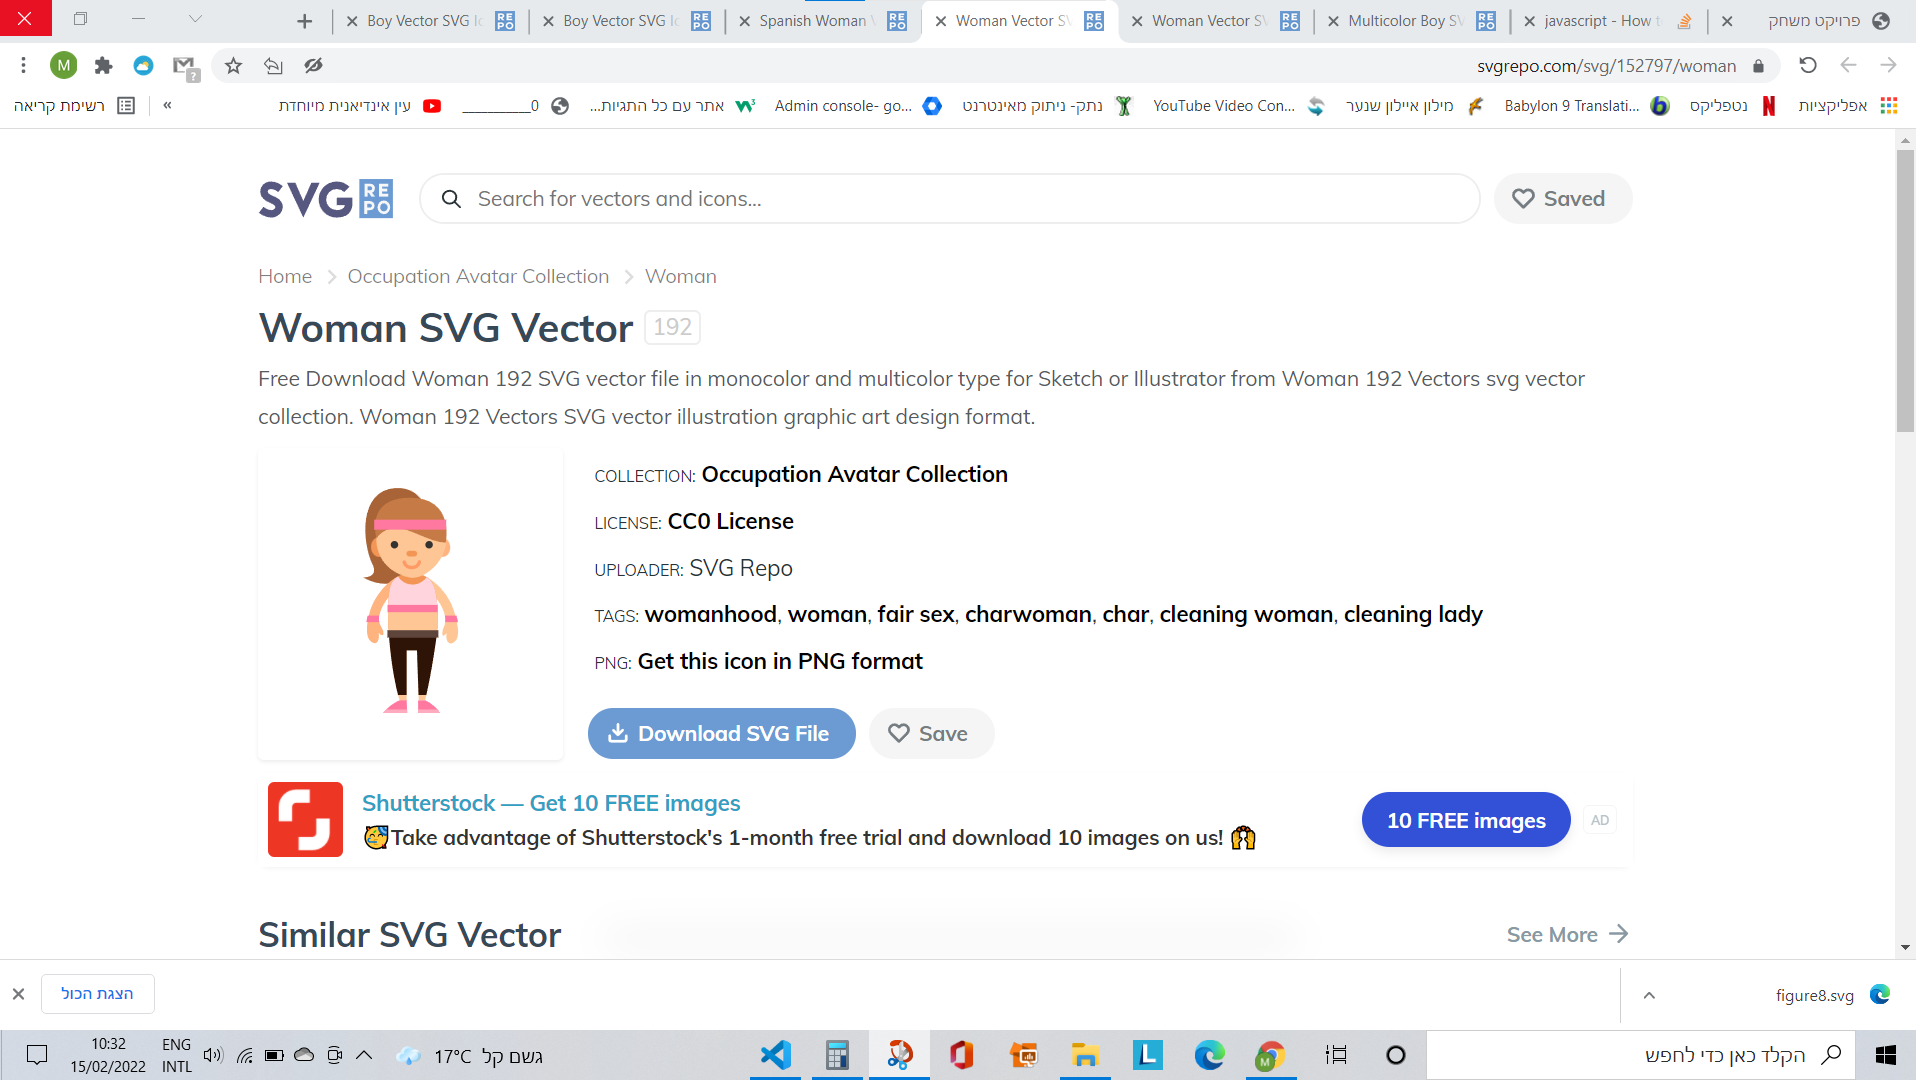 Boy Vector SVG Ic
Boy Vector SVG Ic
Spanish Woman V
Woman Vector SV
Woman Vector SV
Multicolor Boy SV
javascript - How t
פרויקט משחק
M
svgrepo.com/svg/152797/woman
רשימת קריאה
«
עין אינדיאנית מיוחדת
___________0
אתר עם כל התגיות...
Admin console- go...
נתק- ניתוק מאינטרנט
YouTube Video Con...
מילון איילון שנער
Babylon 9 Translati...
נטפליקס
אפליקציות
SVG REPO
Search for vectors and icons...
Saved
Home > Occupation Avatar Collection > Woman
Woman SVG Vector 192
Free Download Woman 192 SVG vector file in monocolor and multicolor type for Sketch or Illustrator from Woman 192 Vectors svg vector
collection. Woman 192 Vectors SVG vector illustration graphic art design format.
COLLECTION: Occupation Avatar Collection
LICENSE: CC0 License
UPLOADER: SVG Repo
TAGS: womanhood, woman, fair sex, charwoman, char, cleaning woman, cleaning lady
PNG: Get this icon in PNG format
Download SVG File
Save
Shutterstock — Get 10 FREE images
Take advantage of Shutterstock's 1-month free trial and download 10 images on us!
10 FREE images
AD
Similar SVG Vector
See More
הצגת הכול
figure8.svg
10:32
15/02/2022
ENG
INTL
17°C גשם קל
הקלד כאן כדי לחפש